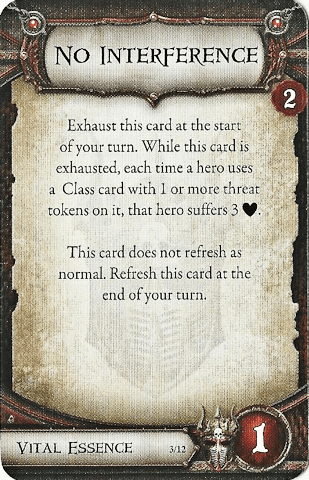 No Interference
2
Exhaust this card at the start
of your turn. While this card is
exhausted, each time a hero uses
a Class card with 1 or more threat
tokens on it, that hero suffers 3 ♥.
This card does not refresh as
normal. Refresh this card at the
end of your turn.
Vital Essence
3/12
1